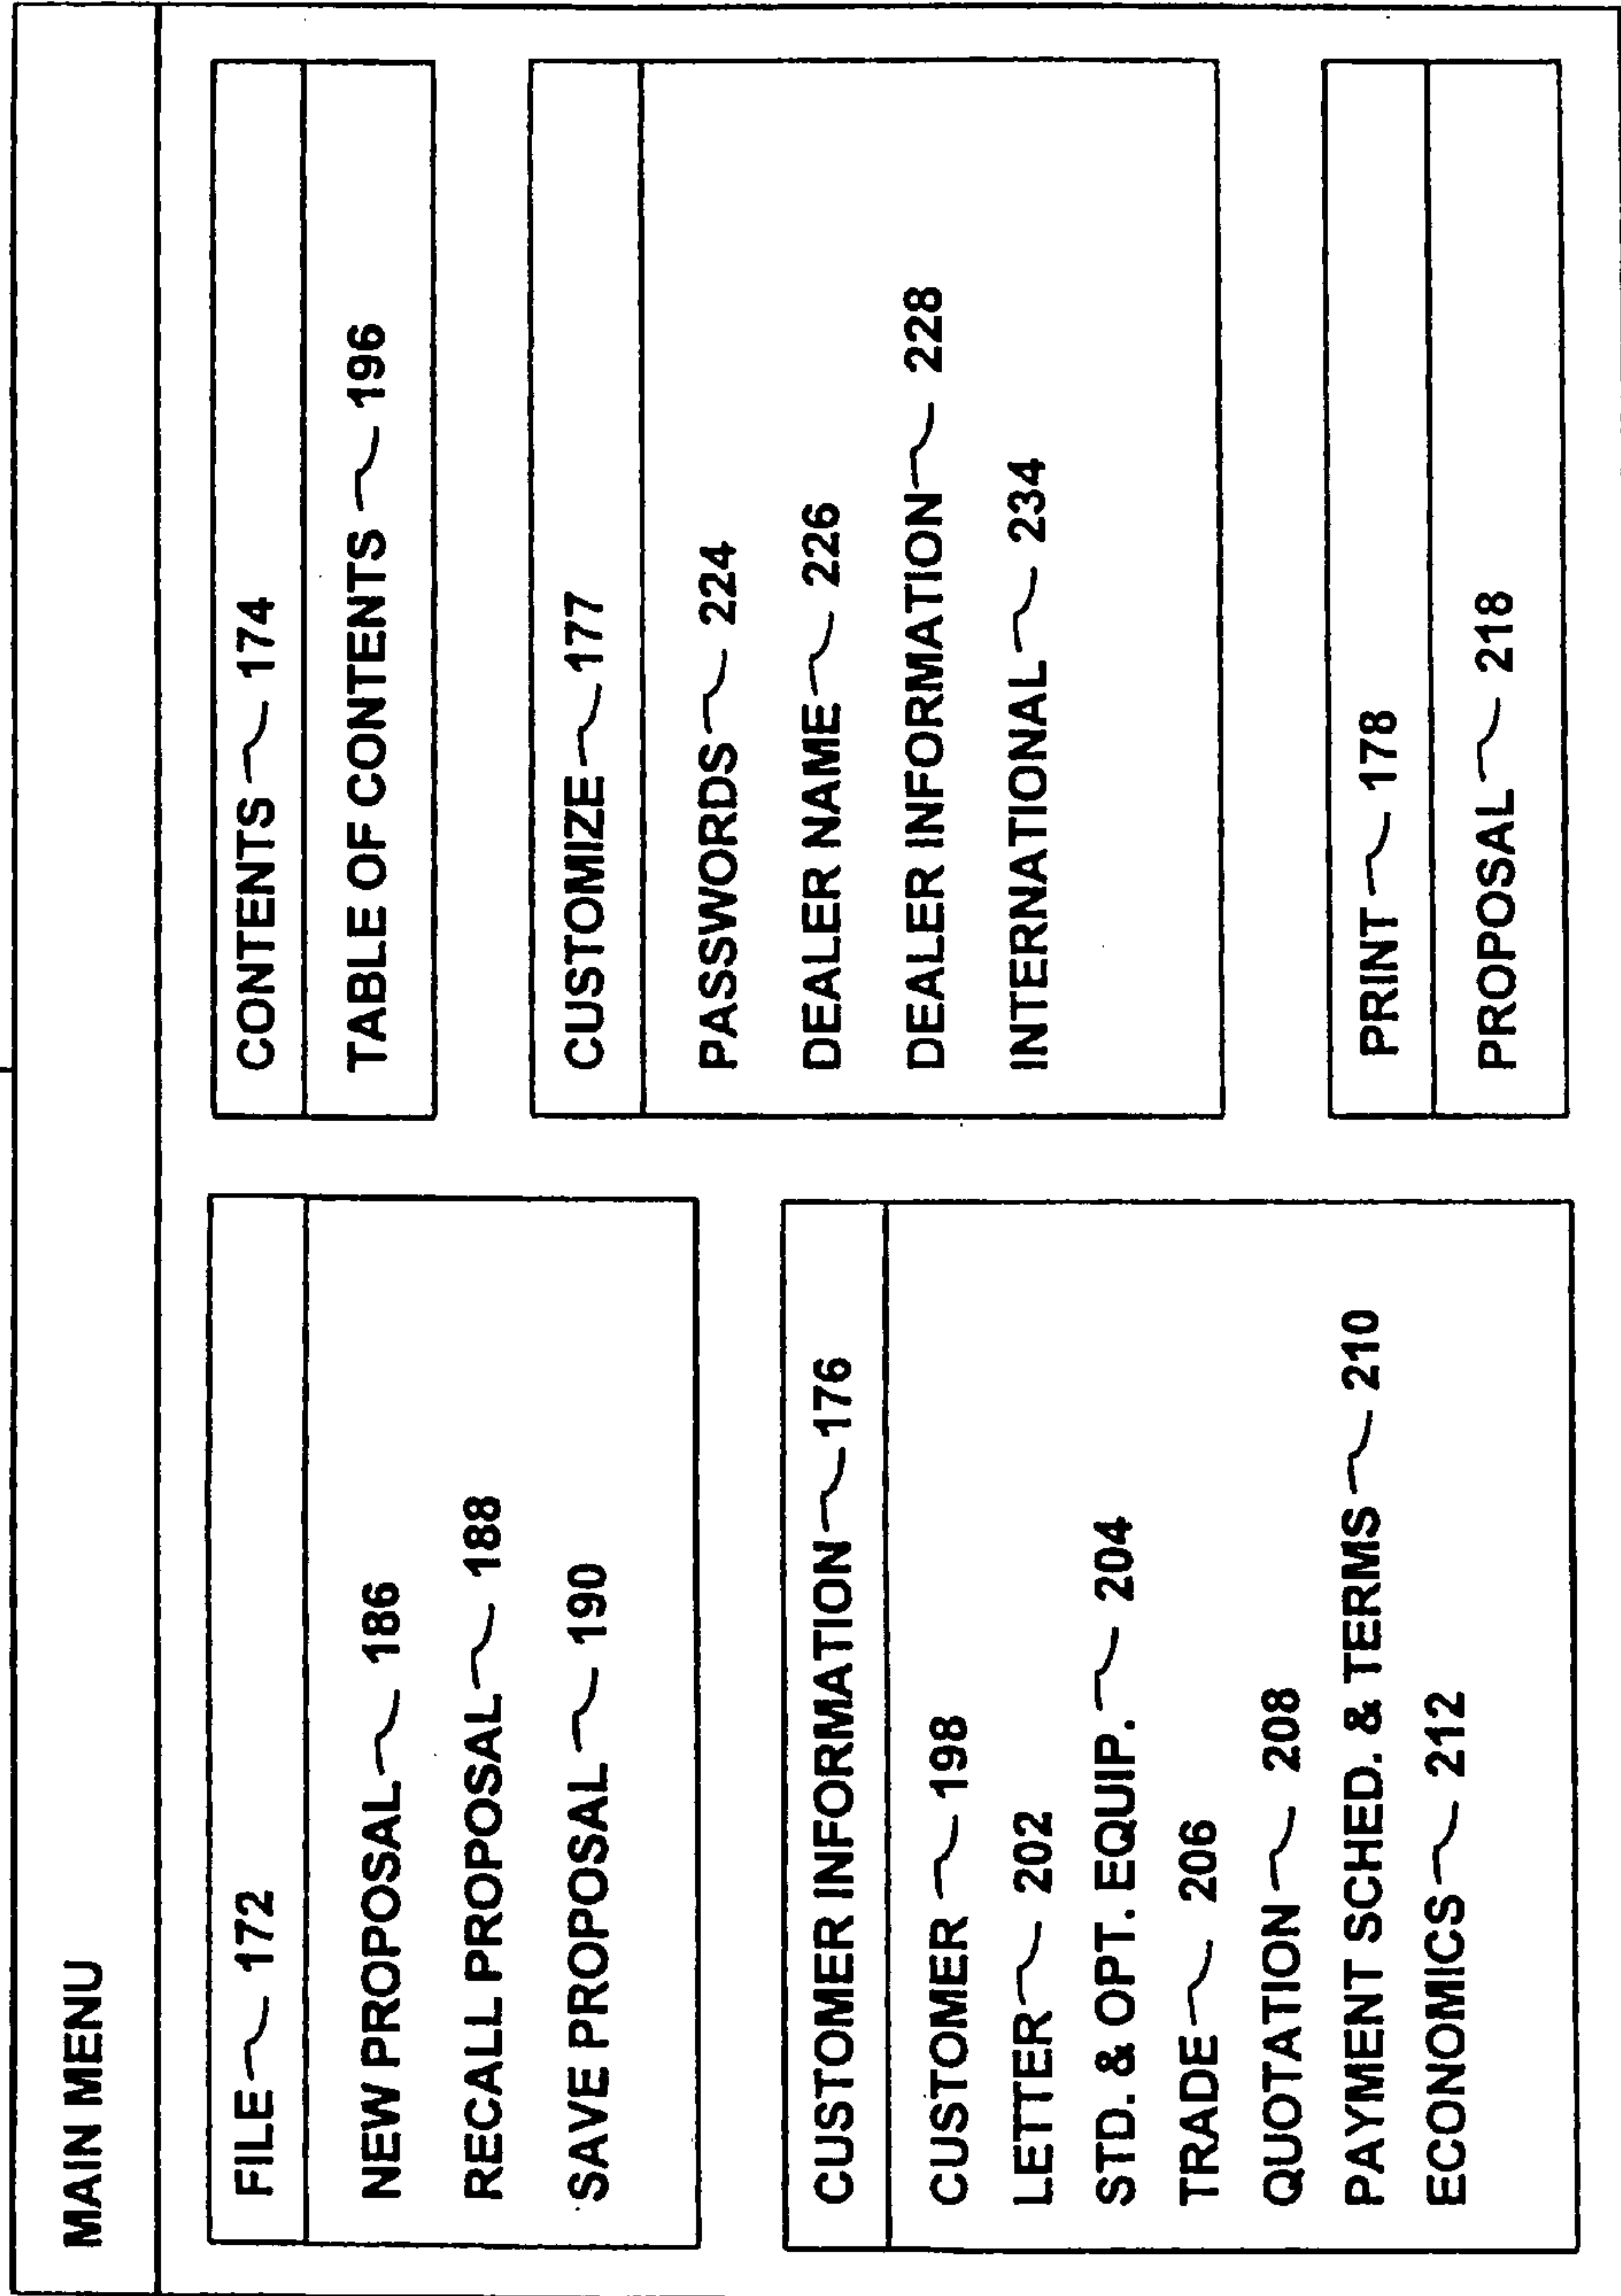 MAIN MENU
FILE 172
NEW PROPOSAL 186
RECALL PROPOSAL 188
SAVE PROPOSAL 190
CUSTOMER INFORMATION 176
CUSTOMER 198
LETTER 202
STD. & OPT. EQUIP. 204
TRADE 206
QUOTATION 208
PAYMENT SCHED. & TERMS 210
ECONOMICS 212
CONTENTS 174
TABLE OF CONTENTS 196
CUSTOMIZE 177
PASSWORDS 224
DEALER NAME 226
DEALER INFORMATION 228
INTERNATIONAL 234
PRINT 178
PROPOSAL 218